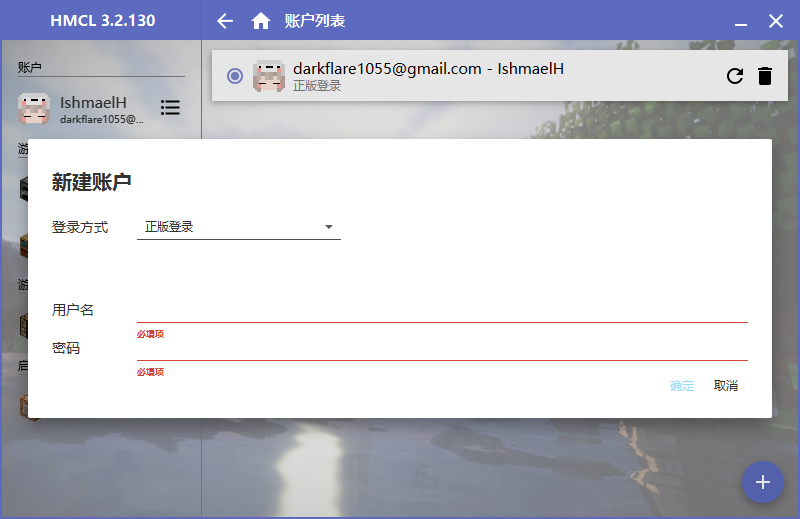 HMCL 3.2.130
账户列表
账户
IshmaelH
darkflare1055@...
darkflare1055@gmail.com - IshmaelH
正版登录
游
游
启
新建账户
登录方式 正版登录
用户名
必填项
密码
必填项
确定 取消